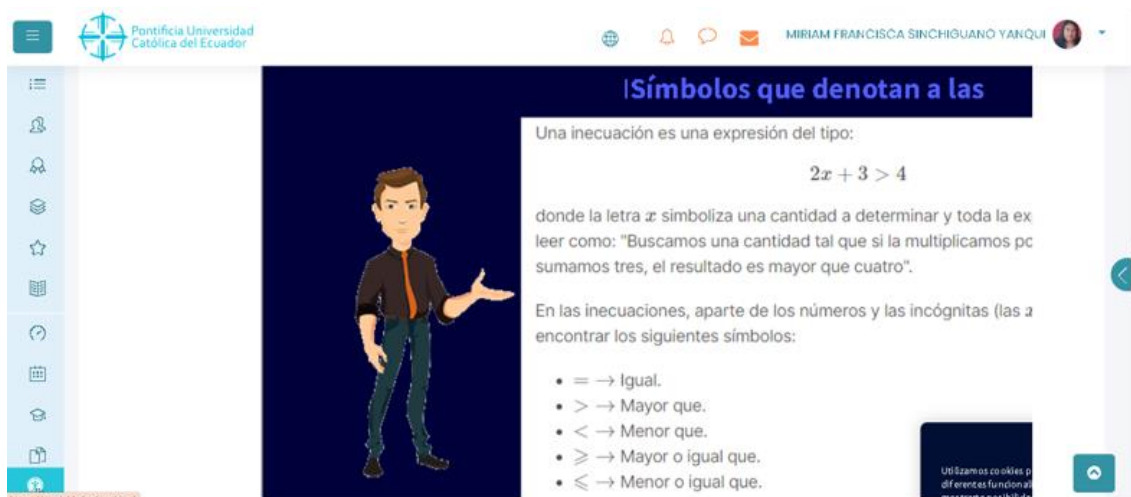 Pontificia Universidad
Católica del Ecuador
MIRIAM FRANCISCA SINCHIGUANO YANQUI
Símbolos que denotan a las
Una inecuación es una expresión del tipo:
2x + 3 > 4
donde la letra x simboliza una cantidad a determinar y toda la ex
leer como: "Buscamos una cantidad tal que si la multiplicamos po
sumamos tres, el resultado es mayor que cuatro".
En las inecuaciones, aparte de los números y las incógnitas (las x
encontrar los siguientes símbolos:
• = → Igual.
• > → Mayor que.
• < → Menor que.
• ⩾ → Mayor o igual que.
• ⩽ → Menor o igual que.
Utilizamos cookies p
diferentes funcionali